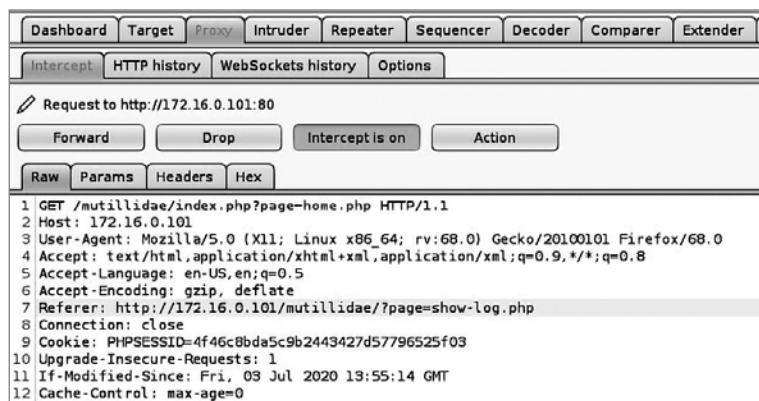 Dashboard Target Proxy Intruder Repeater Sequencer Decoder Comparer Extender
Intercept HTTP history WebSockets history Options
Request to http://172.16.0.101:80
Forward Drop Intercept is on Action
Raw Params Headers Hex
1 GET /mutillidae/index.php?page=home.php HTTP/1.1
2 Host: 172.16.0.101
3 User-Agent: Mozilla/5.0 (X11; Linux x86_64; rv:68.0) Gecko/20100101 Firefox/68.0
4 Accept: text/html,application/xhtml+xml,application/xml;q=0.9,*/*;q=0.8
5 Accept-Language: en-US,en;q=0.5
6 Accept-Encoding: gzip, deflate
7 Referer: http://172.16.0.101/mutillidae/?page=show-log.php
8 Connection: close
9 Cookie: PHPSESSID=4f46c8bda5c9b2443427d57796525f03
10 Upgrade-Insecure-Requests: 1
11 If-Modified-Since: Fri, 03 Jul 2020 13:55:14 GMT
12 Cache-Control: max-age=0